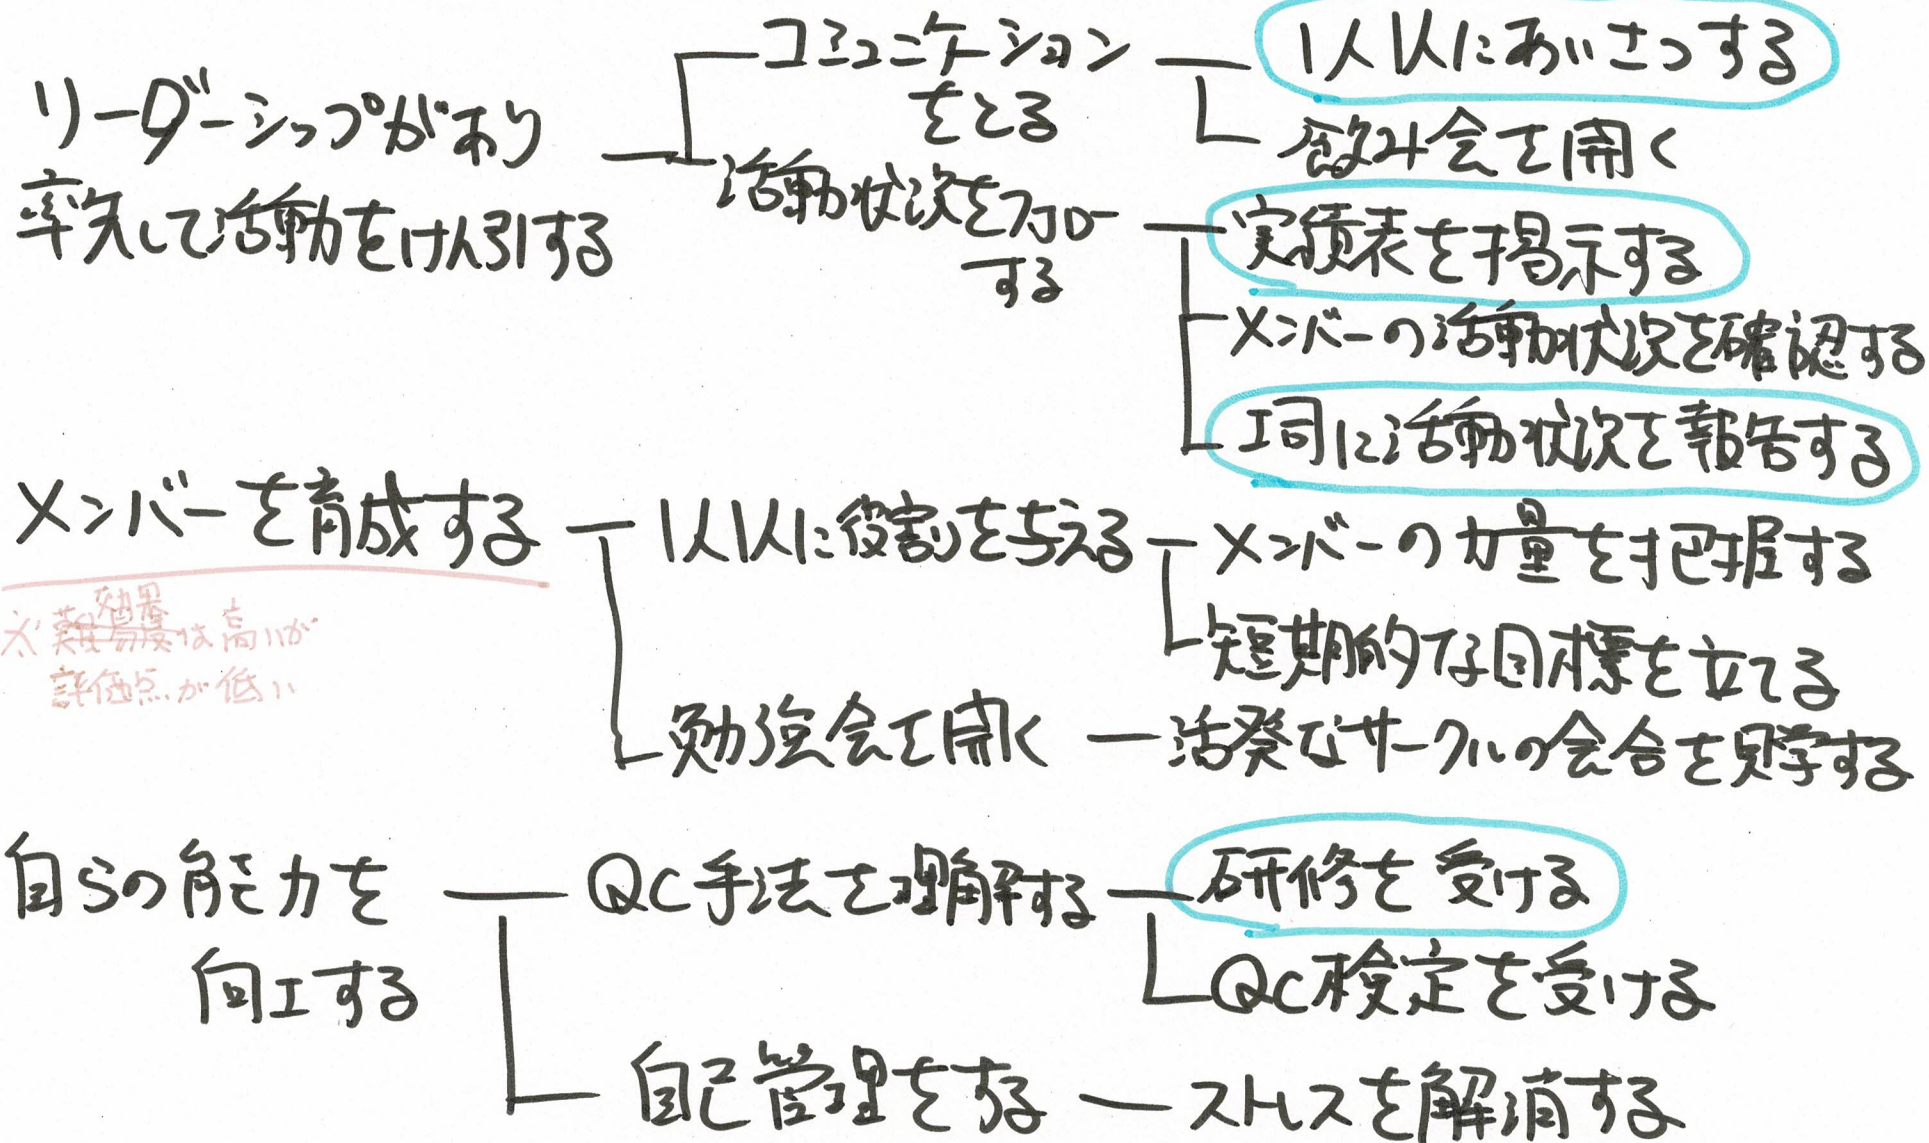 リーダーシップがあり
率先して活動をけん引する
コミュニケーション
をとる
1人1人にあいさつする
飲み会を開く
活動状況をフォロー
する
実績表を掲示する
メンバーの活動状況を確認する
上司に活動状況を報告する
メンバーを育成する
※難易度は高いが
効果
評価点が低い
1人1人に役割を与える
メンバーの力量を把握する
短期的な目標を立てる
勉強会を開く
活発なサークルの会合を見学する
自らの能力を
向上する
QC手法を理解する
研修を受ける
QC検定を受ける
自己管理をする
ストレスを解消する